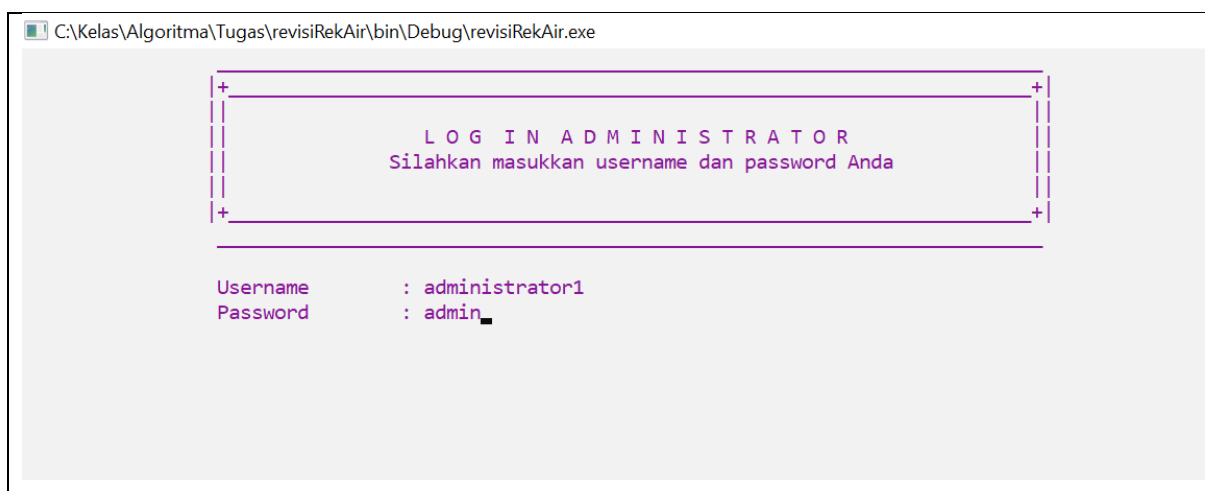 C:\Kelas\Algoritma\Tugas\revisiRekAir\bin\Debug\revisiRekAir.exe
L O G  I N  A D M I N I S T R A T O R
Silahkan masukkan username dan password Anda
Username : administrator1
Password : admin